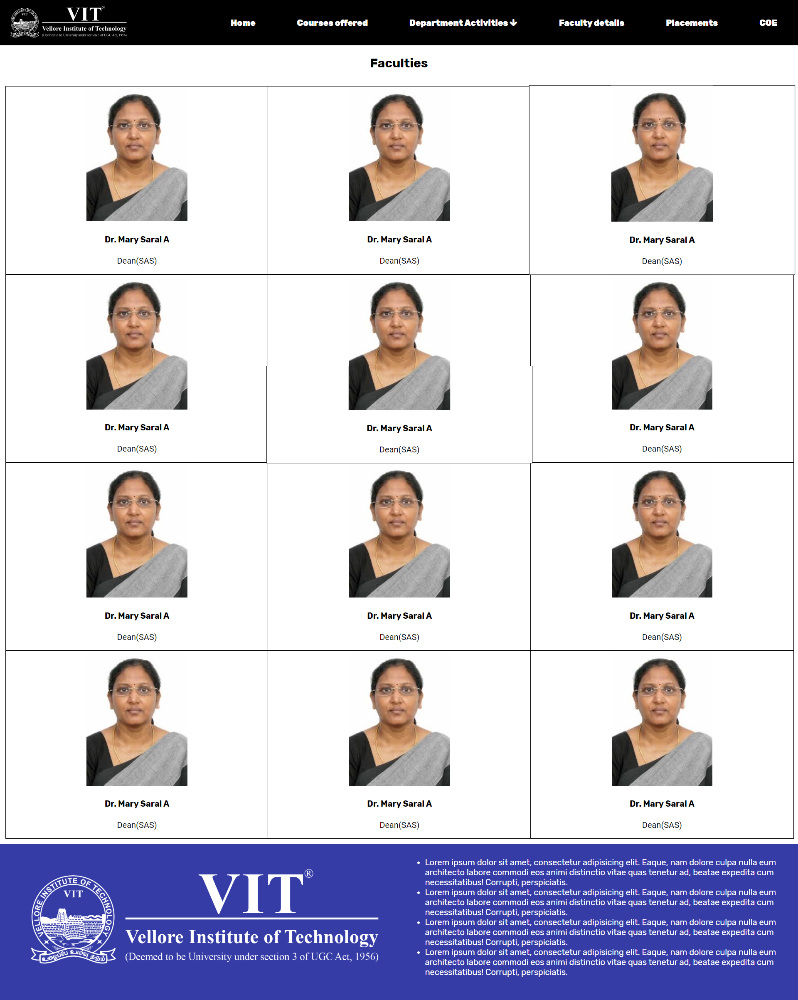 VELLORE INSTITUTE OF TECHNOLOGY
VIT
VIT®
Vellore Institute of Technology
(Deemed to be University under section 3 of UGC Act, 1956)
Home
Courses offered
Department Activities ↓
Faculty details
Placements
COE
Faculties
Dr. Mary Saral A
Dr. Mary Saral A
Dr. Mary Saral A
Dean(SAS)
Dean(SAS)
Dean(SAS)
Dr. Mary Saral A
Dr. Mary Saral A
Dr. Mary Saral A
Dean(SAS)
Dean(SAS)
Dean(SAS)
Dr. Mary Saral A
Dr. Mary Saral A
Dr. Mary Saral A
Dean(SAS)
Dean(SAS)
Dean(SAS)
Dr. Mary Saral A
Dr. Mary Saral A
Dr. Mary Saral A
Dean(SAS)
Dean(SAS)
Dean(SAS)
VELLORE INSTITUTE OF TECHNOLOGY
VIT
உழைப்பே உயர்வு தரும்
VIT®
Vellore Institute of Technology
(Deemed to be University under section 3 of UGC Act, 1956)
• Lorem ipsum dolor sit amet, consectetur adipisicing elit. Eaque, nam dolore culpa nulla eum
architecto labore commodi eos animi distinctio vitae quas tenetur ad, beatae expedita cum
necessitatibus! Corrupti, perspiciatis.
• Lorem ipsum dolor sit amet, consectetur adipisicing elit. Eaque, nam dolore culpa nulla eum
architecto labore commodi eos animi distinctio vitae quas tenetur ad, beatae expedita cum
necessitatibus! Corrupti, perspiciatis.
• Lorem ipsum dolor sit amet, consectetur adipisicing elit. Eaque, nam dolore culpa nulla eum
architecto labore commodi eos animi distinctio vitae quas tenetur ad, beatae expedita cum
necessitatibus! Corrupti, perspiciatis.
• Lorem ipsum dolor sit amet, consectetur adipisicing elit. Eaque, nam dolore culpa nulla eum
architecto labore commodi eos animi distinctio vitae quas tenetur ad, beatae expedita cum
necessitatibus! Corrupti, perspiciatis.